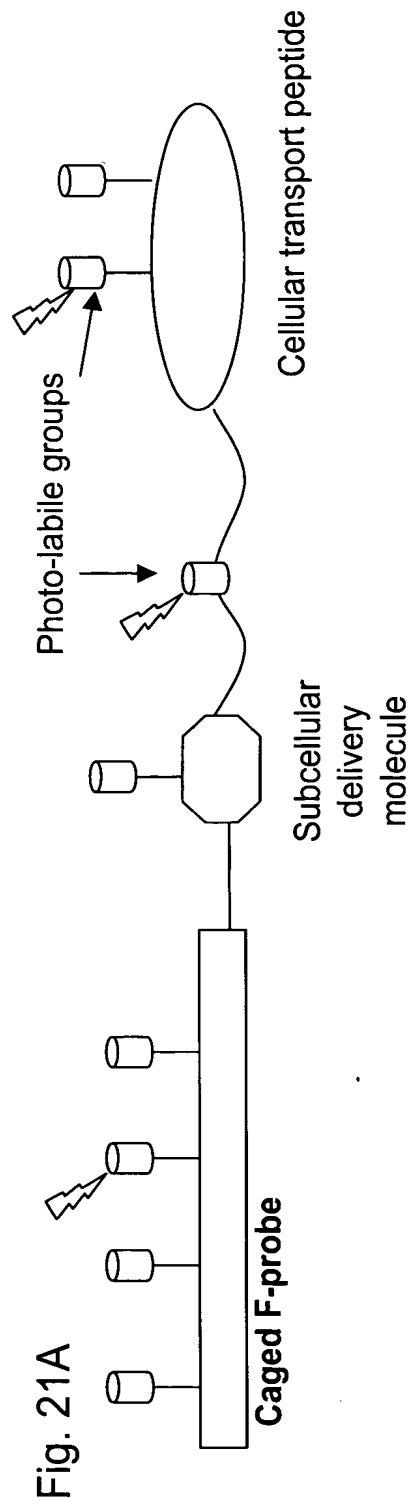 Fig. 21A
Caged F-probe
Subcellular
delivery
molecule
Photo-labile groups
Cellular transport peptide